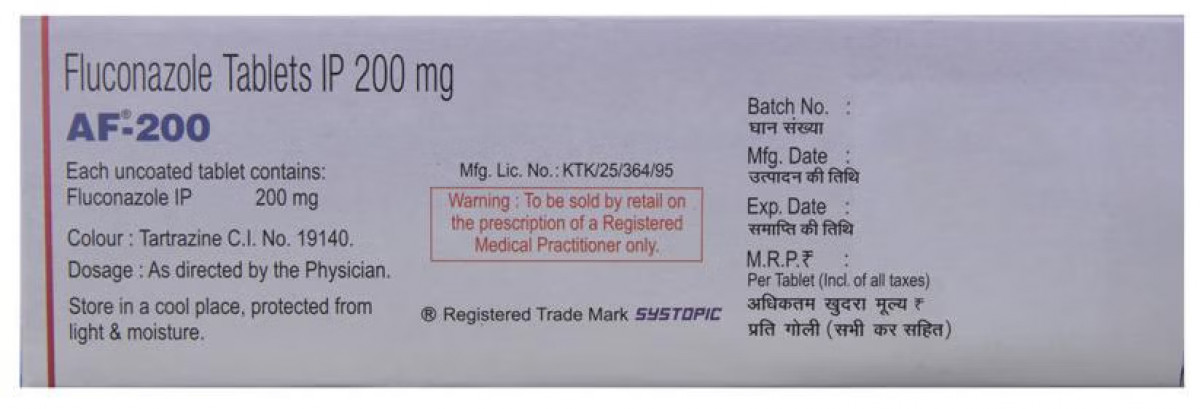 Fluconazole Tablets IP 200 mg
AF®-200
Each uncoated tablet contains:
Fluconazole IP 200 mg
Colour : Tartrazine C.I. No. 19140.
Dosage : As directed by the Physician.
Store in a cool place, protected from
light & moisture.
Mfg. Lic. No.: KTK/25/364/95
Warning : To be sold by retail on
the prescription of a Registered
Medical Practitioner only.
® Registered Trade Mark SYSTOPIC
Batch No. :
घान संख्या
Mfg. Date :
उत्पादन की तिथि
Exp. Date :
समाप्ति की तिथि
M.R.P.₹ :
Per Tablet (Incl. of all taxes)
अधिकतम खुदरा मूल्य ₹
प्रति गोली (सभी कर सहित)